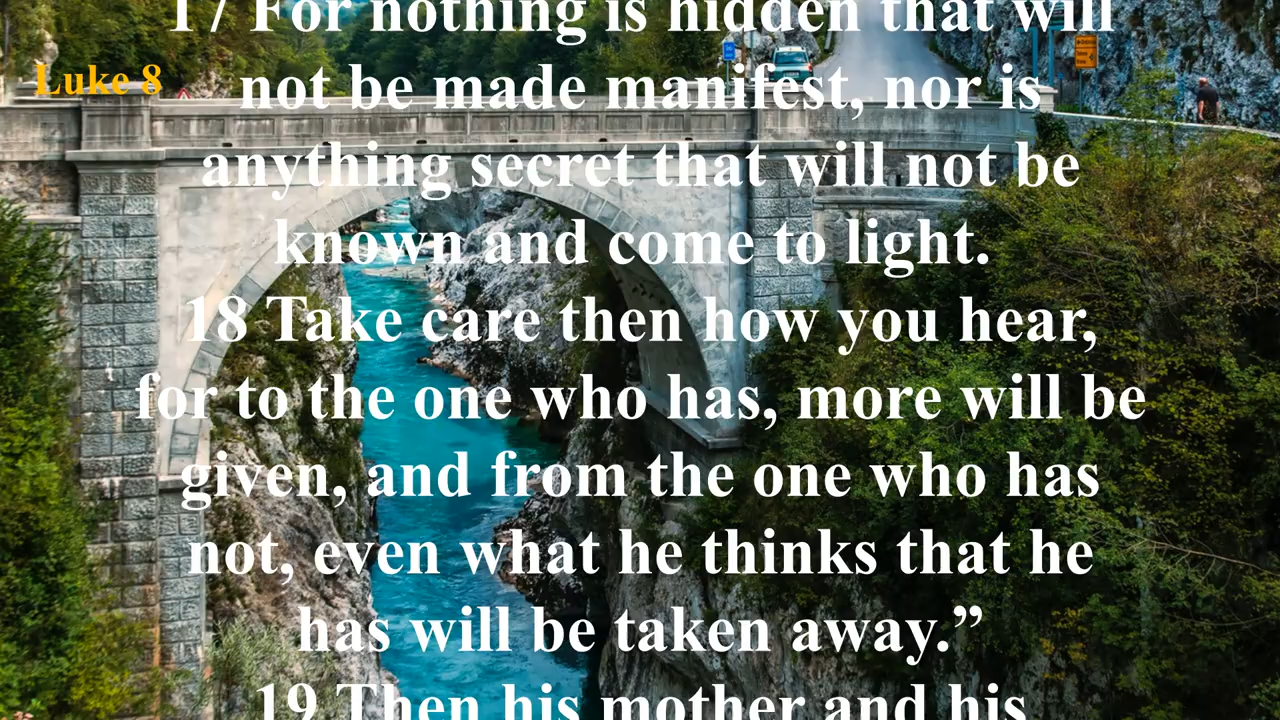 17 For nothing is hidden that will
Luke 8
not be made manifest, nor is
anything secret that will not be
known and come to light.
18 Take care then how you hear,
for to the one who has, more will be
given, and from the one who has
not, even what he thinks that he
has will be taken away.”
19 Then his mother and his